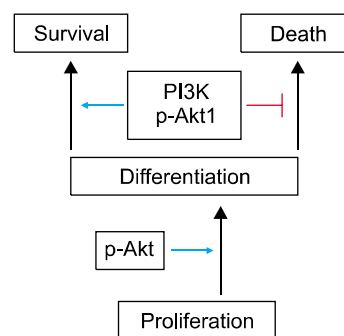 Survival
Death
PI3K
p-Akt1
Differentiation
p-Akt
Proliferation